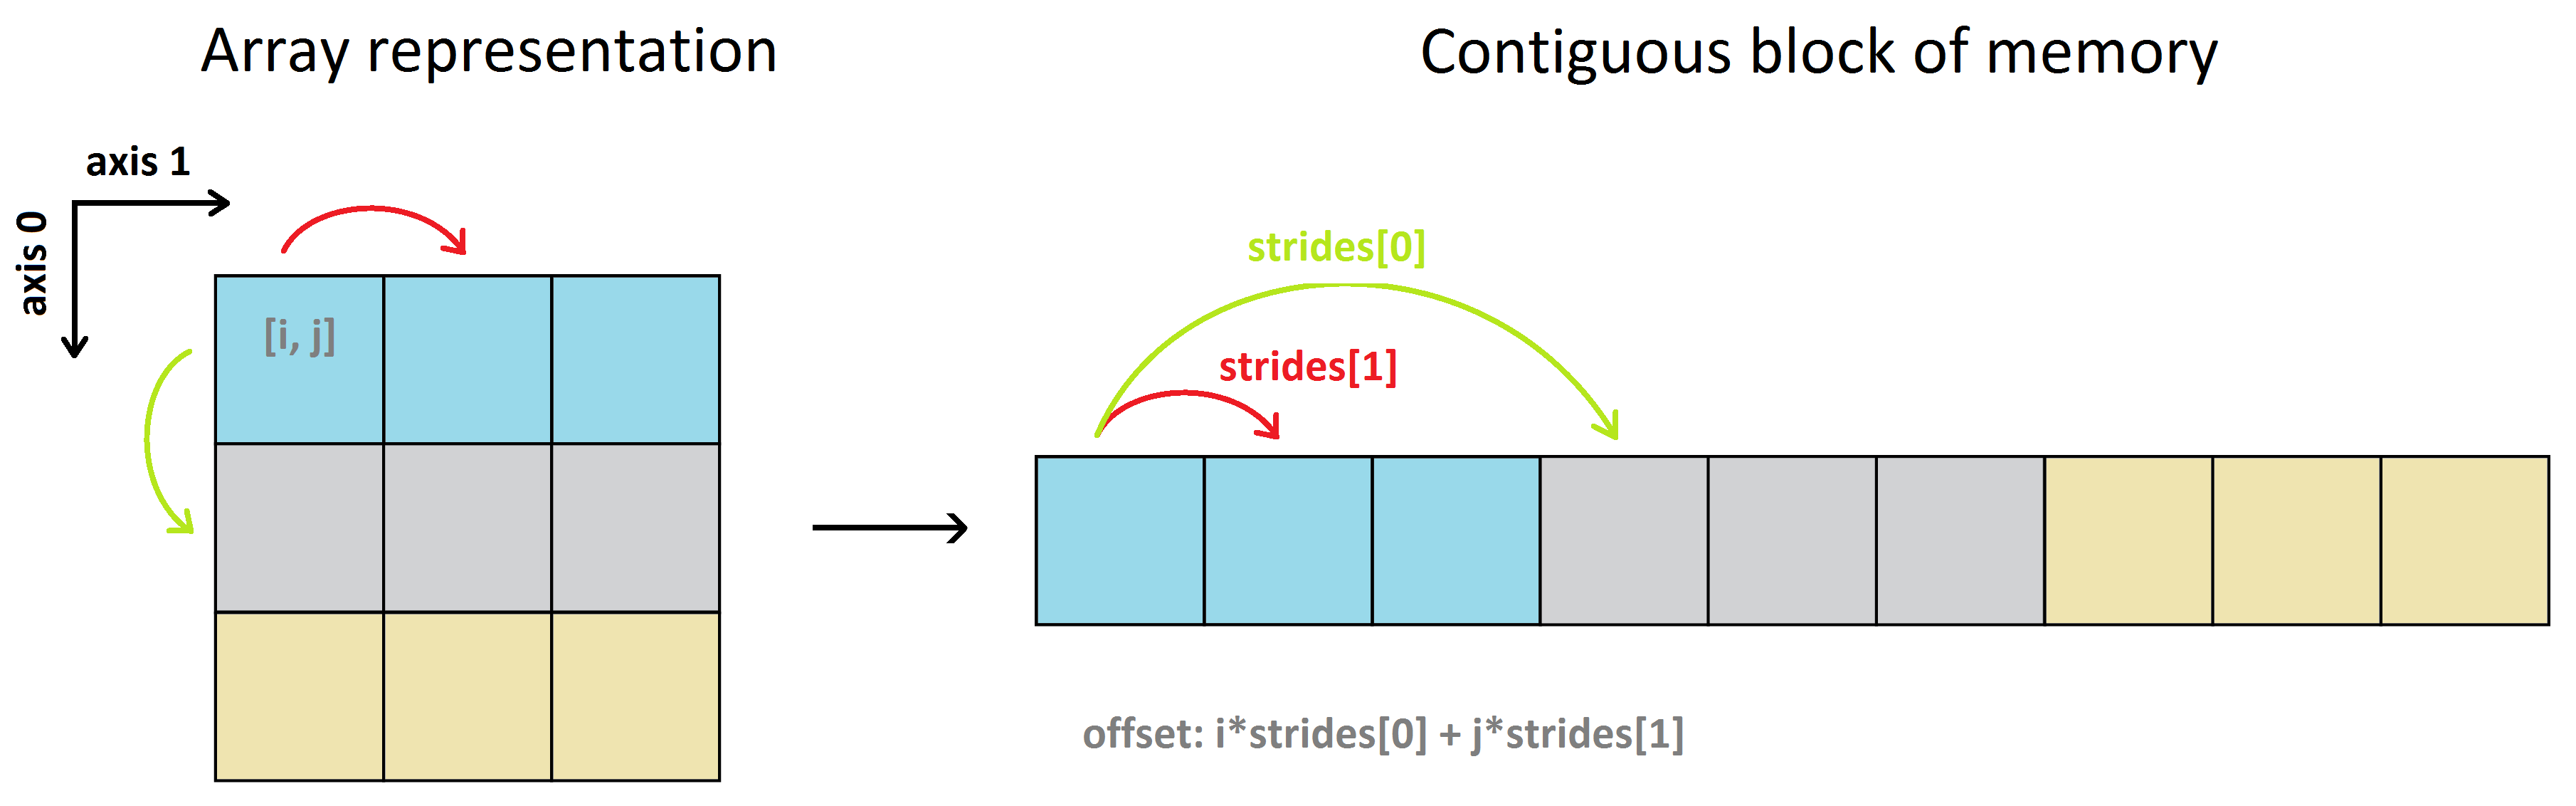 Array representation
Contiguous block of memory
axis 1
axis 0
[i, j]
strides[0]
strides[1]
offset: i*strides[0] + j*strides[1]